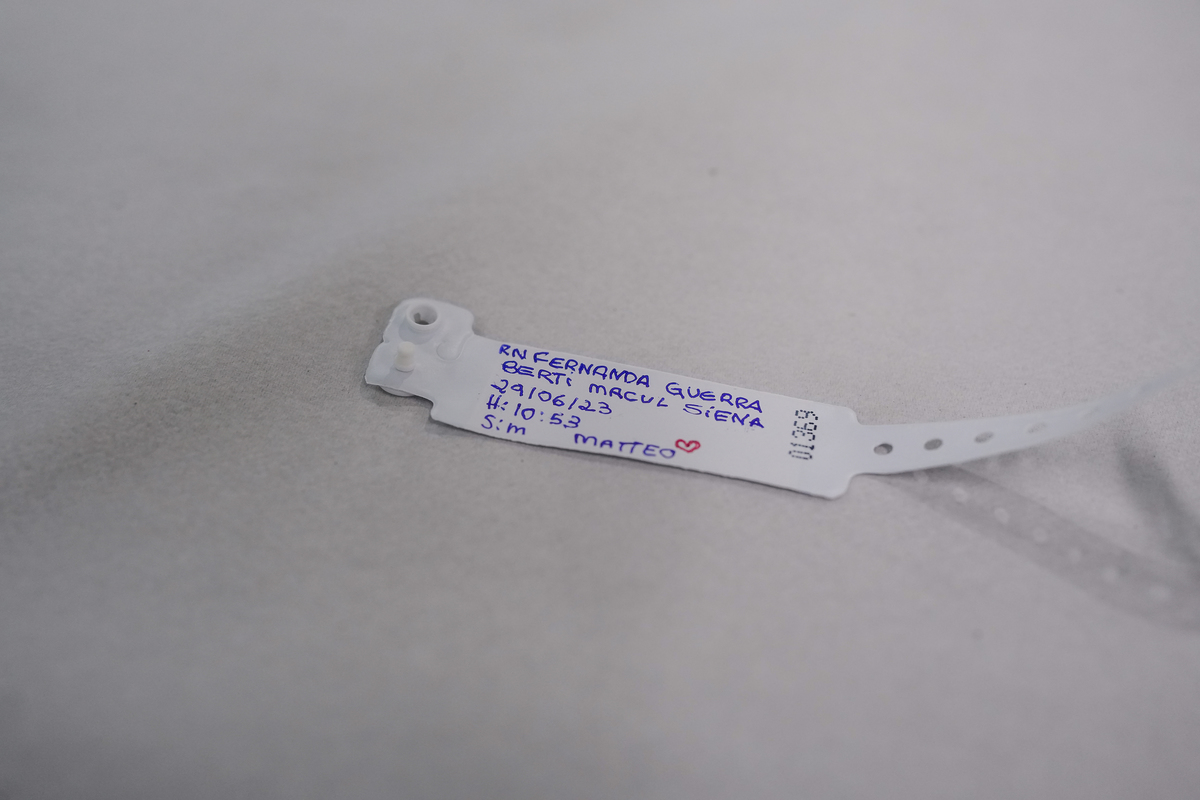 RN FERNANDA GUERRA
BERTi MACUL SiENA
29/06/23
H: 10:53
S: m MATTEO
01369